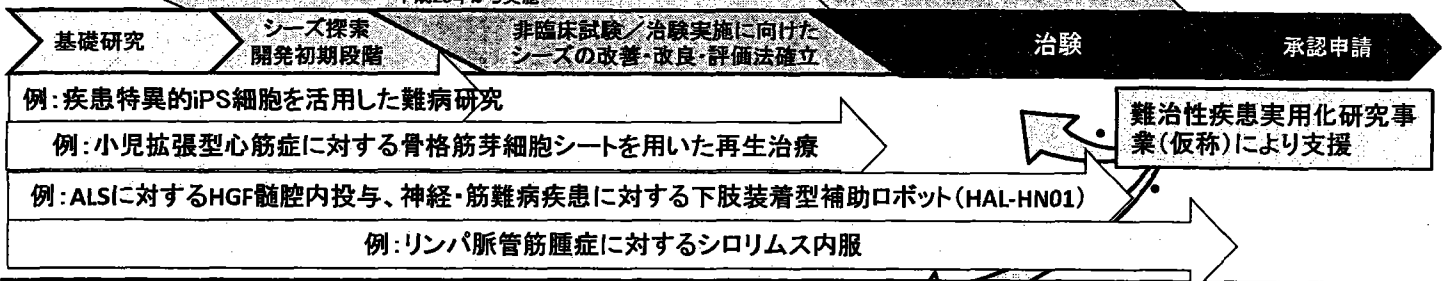 基礎研究
シーズ探索
開発初期段階
非臨床試験／治験実施に向けた
シーズの改善・改良・評価法確立
治験
承認申請
例：疾患特異的iPS細胞を活用した難病研究
難治性疾患実用化研究事
業（仮称）により支援
例：小児拡張型心筋症に対する骨格筋芽細胞シートを用いた再生治療
例：ALSに対するHGF髄腔内投与、神経・筋難病疾患に対する下肢装着型補助ロボット（HAL-HN01）
例：リンパ脈管筋腫症に対するシロリムス内服